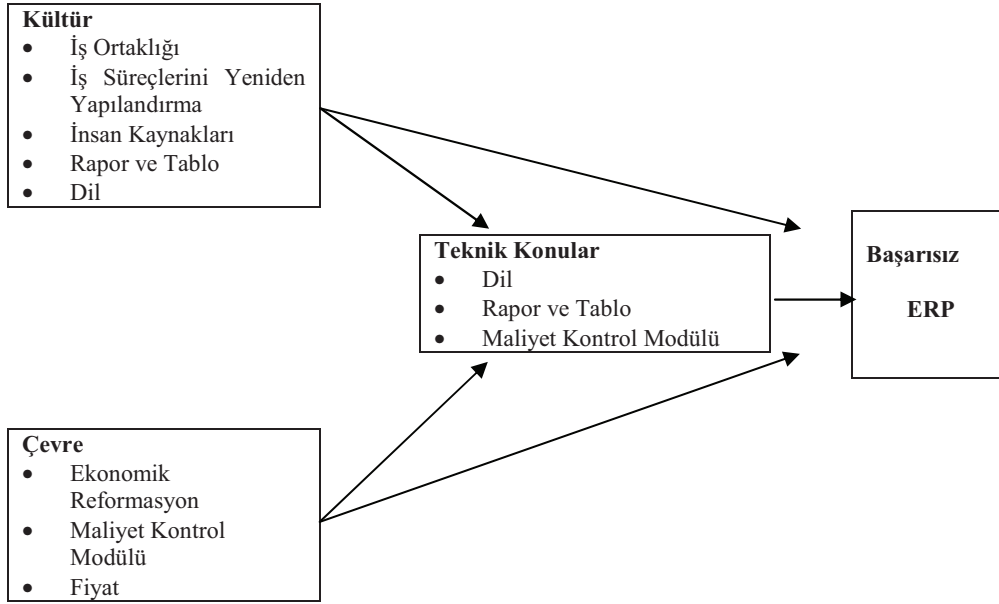 Kültür
• İş Ortaklığı
• İş Süreçlerini Yeniden
Yapılandırma
• İnsan Kaynakları
• Rapor ve Tablo
• Dil
Teknik Konular
• Dil
• Rapor ve Tablo
• Maliyet Kontrol Modülü
Başarısız
ERP
Çevre
• Ekonomik
Reformasyon
• Maliyet Kontrol
Modülü
• Fiyat